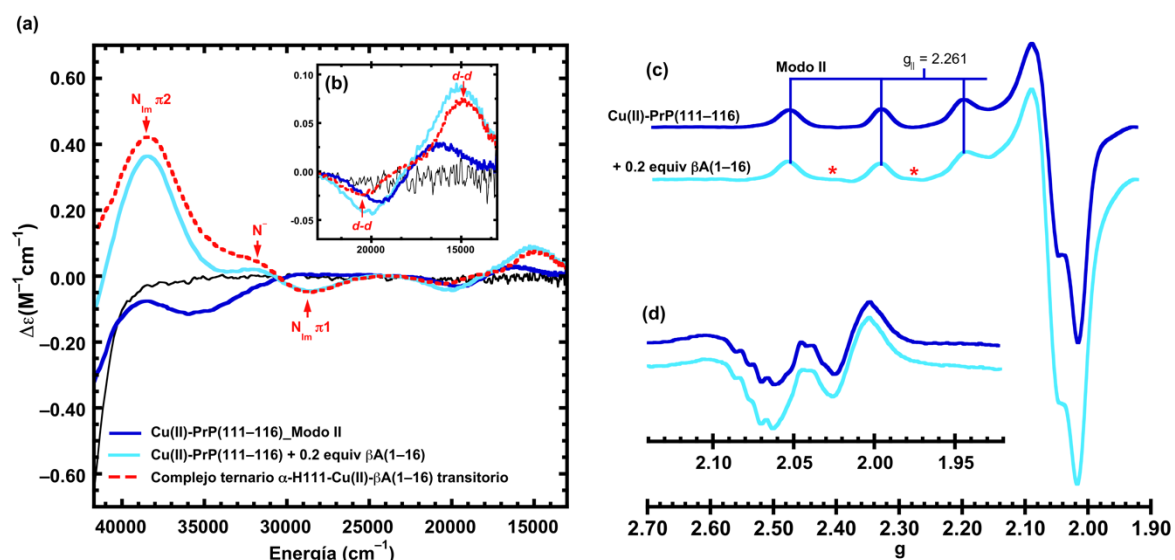 (a)
0.60
0.40
0.20
0.00
−0.20
−0.40
−0.60
Δε(M⁻¹cm⁻¹)
N_Im π2
N⁻
N_Im π1
Cu(II)-PrP(111–116)_Modo II
Cu(II)-PrP(111–116) + 0.2 equiv βA(1–16)
Complejo ternario α-H111-Cu(II)-βA(1–16) transitorio
40000 35000 30000 25000 20000 15000
Energía (cm⁻¹)
(b)
0.10
0.05
0.00
-0.05
d-d
d-d
20000 15000
(c)
Modo II
g|| = 2.261
Cu(II)-PrP(111–116)
+ 0.2 equiv βA(1–16)
* *
(d)
2.10 2.05 2.00 1.95
2.70 2.60 2.50 2.40 2.30 2.20 2.10 2.00 1.90
g